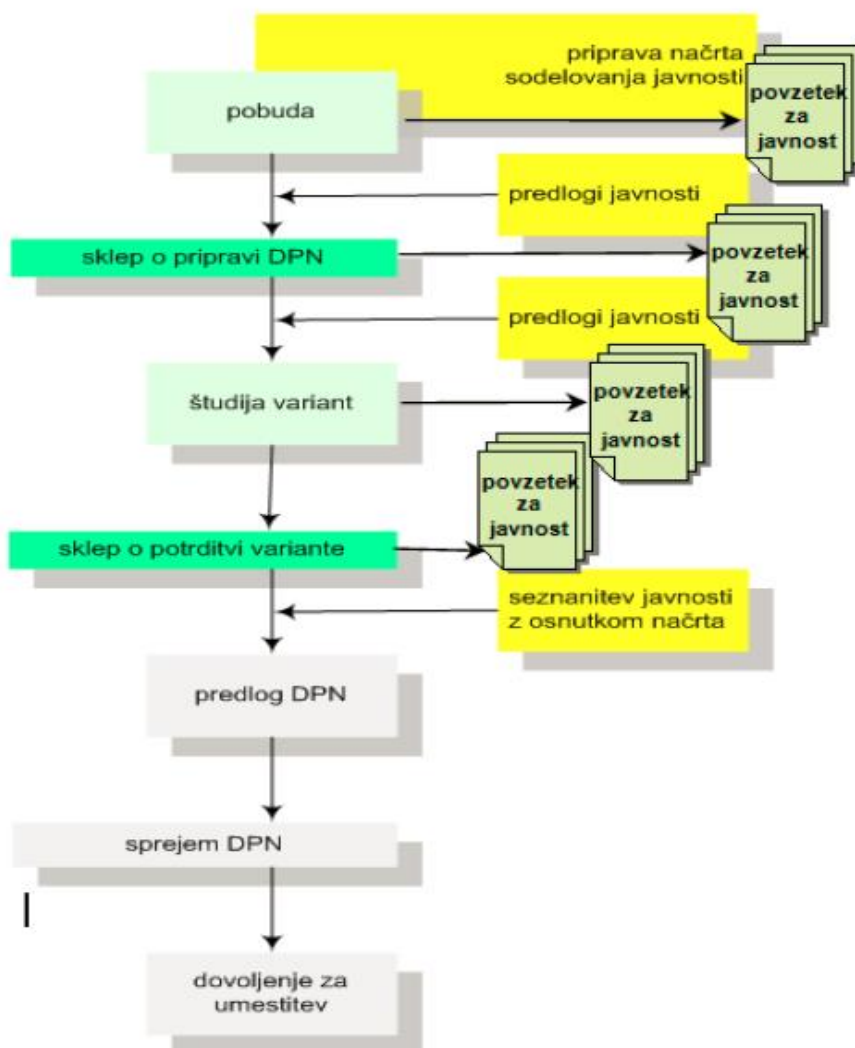 priprava načrta
sodelovanja javnosti
pobuda
povzetek
za
javnost
predlogi javnosti
sklep o pripravi DPN
povzetek
za
javnost
predlogi javnosti
študija variant
povzetek
za
javnost
povzetek
za
javnost
sklep o potrditvi variante
seznanitev javnosti
z osnutkom načrta
predlog DPN
sprejem DPN
dovoljenje za
umestitev